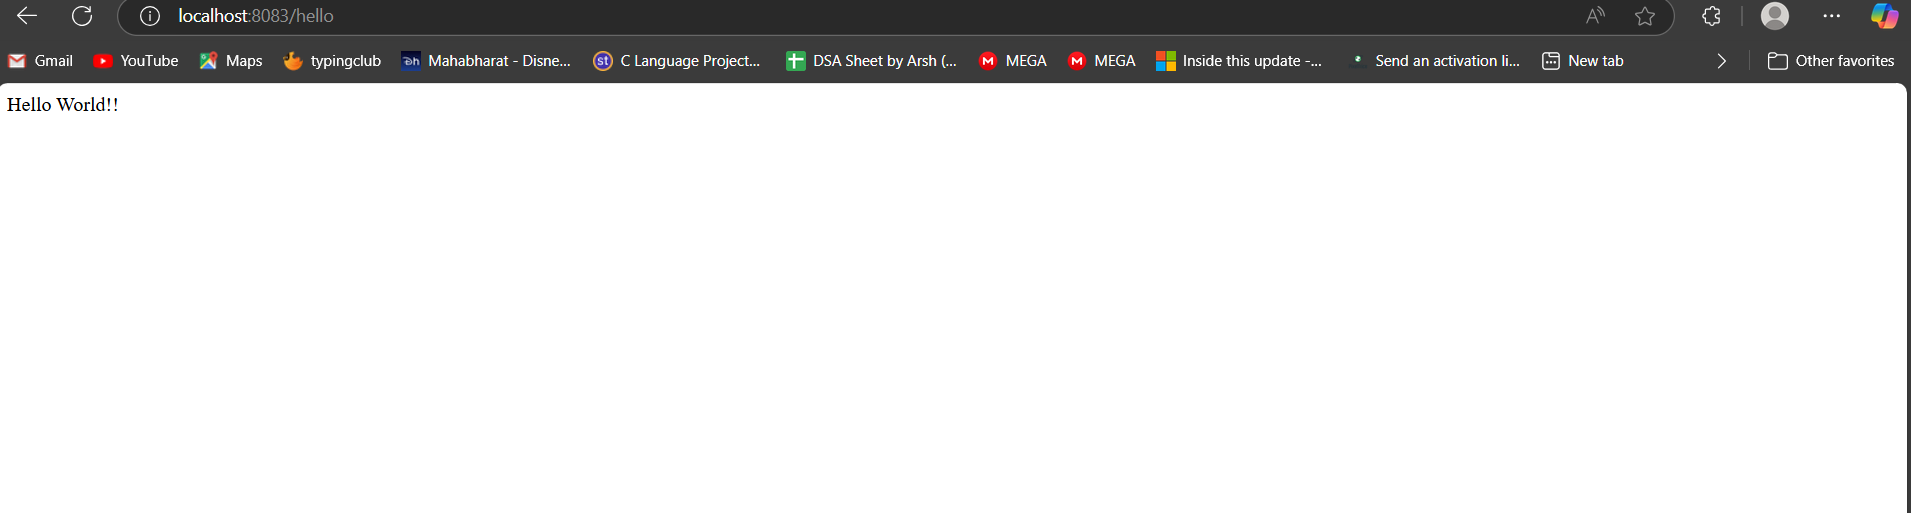 localhost:8083/hello
Gmail YouTube Maps typingclub Mahabharat - Disne... C Language Project... DSA Sheet by Arsh (... MEGA MEGA Inside this update -... Send an activation li... New tab Other favorites
Hello World!!